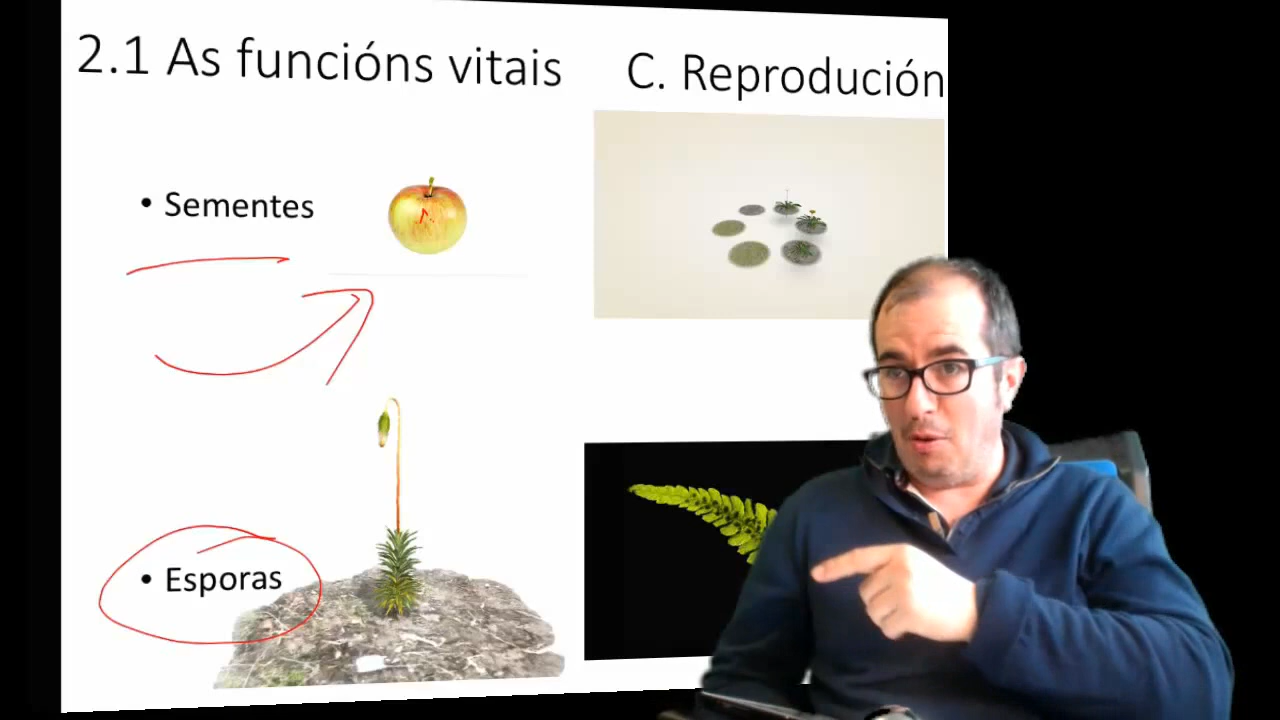 2.1 As funcións vitais
C. Reprodución
• Sementes
• Esporas